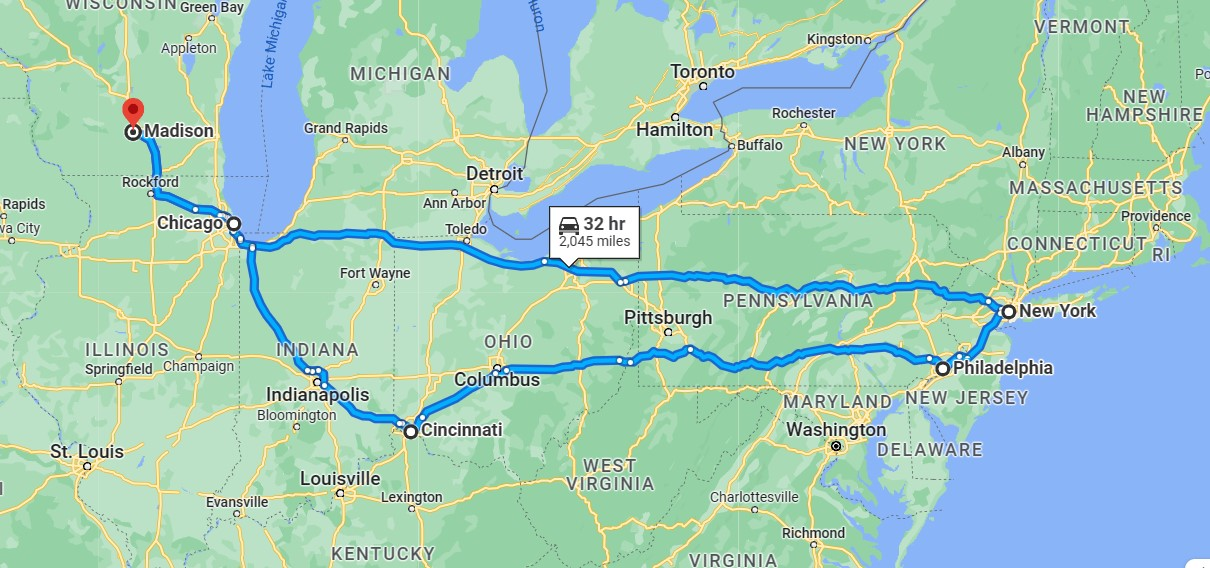 WISCONSIN
Green Bay
Appleton
Lake Michigan
Huron
MICHIGAN
Grand Rapids
Madison
Rockford
Rapids
Chicago
Detroit
Ann Arbor
Toledo
Fort Wayne
Toronto
Hamilton
Kingston
Rochester
Buffalo
NEW YORK
Albany
VERMONT
NEW
HAMPSHIRE
MASSACHUSETTS
Providence
CONNECTICUT
RI
32 hr
2,045 miles
PENNSYLVANIA
New York
Pittsburgh
Philadelphia
OHIO
Columbus
ILLINOIS
Springfield
Champaign
INDIANA
Indianapolis
Bloomington
Cincinnati
MARYLAND
NEW JERSEY
Washington
DELAWARE
St. Louis
Louisville
Evansville
Lexington
WEST
VIRGINIA
Charlottesville
Richmond
KENTUCKY
VIRGINIA